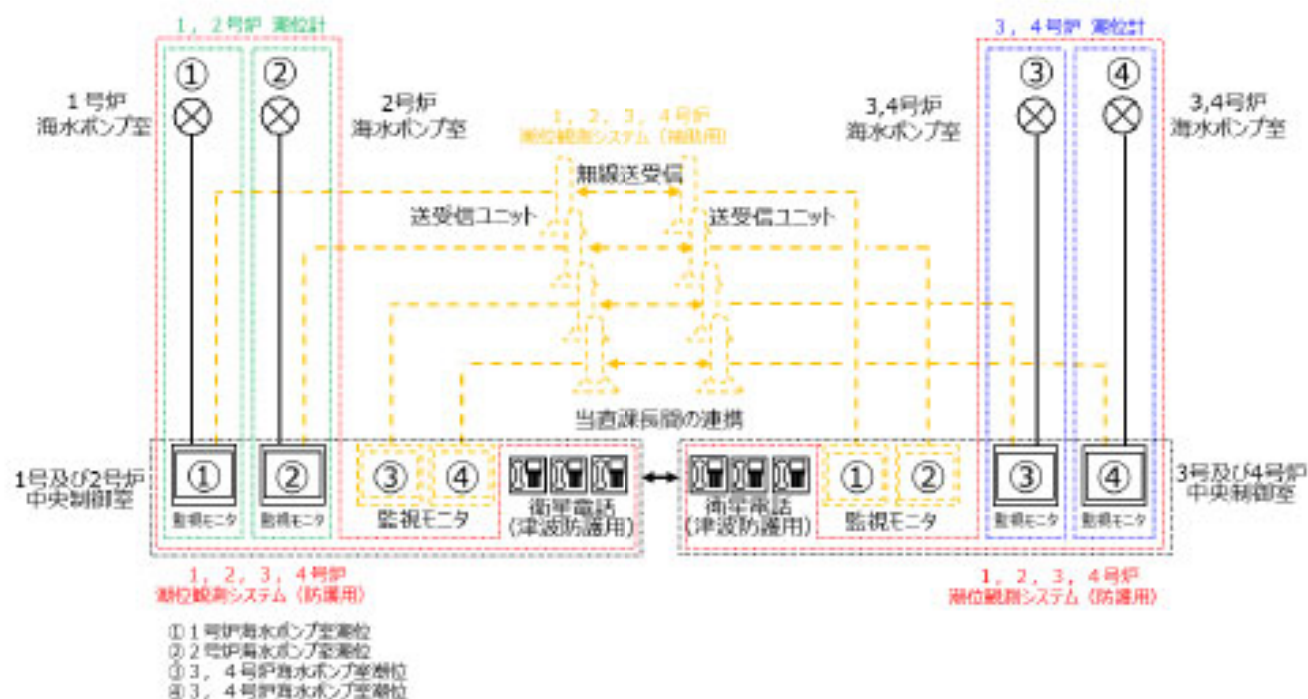 1，2号炉 潮位計
3，4号炉 潮位計
①
②
③
④
1号炉
海水ポンプ室
2号炉
海水ポンプ室
3,4号炉
海水ポンプ室
3,4号炉
海水ポンプ室
1，2，3，4号炉
潮位観測システム（補助用）
無線送受信
送受信ユニット
送受信ユニット
当直課長間の連携
1号及び2号炉
中央制御室
①
監視モニタ
②
監視モニタ
③
④
監視モニタ
衛星電話
(津波防護用)
衛星電話
(津波防護用)
①
②
監視モニタ
③
監視モニタ
④
監視モニタ
3号及び4号炉
中央制御室
1，2，3，4号炉
潮位観測システム（防護用）
1，2，3，4号炉
潮位観測システム（防護用）
①1号炉海水ポンプ室潮位
②2号炉海水ポンプ室潮位
③3，4号炉海水ポンプ室潮位
④3，4号炉海水ポンプ室潮位